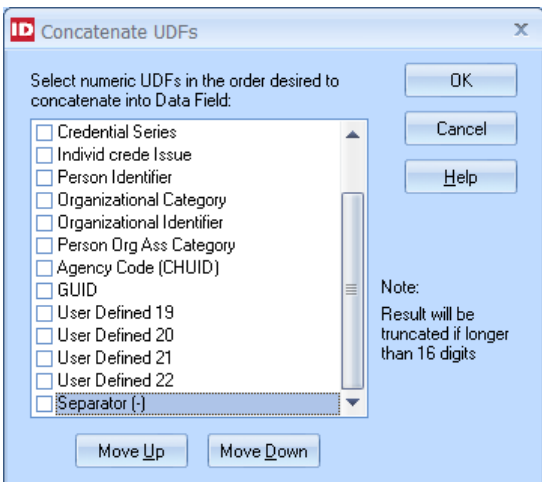 ID Concatenate UDFs x
Select numeric UDFs in the order desired to
concatenate into Data Field:
OK
Cancel
Help
Credential Series
Individ crede Issue
Person Identifier
Organizational Category
Organizational Identifier
Person Org Ass Category
Agency Code (CHUID)
GUID
User Defined 19
User Defined 20
User Defined 21
User Defined 22
Separator (-)
Note:
Result will be
truncated if longer
than 16 digits
Move Up
Move Down